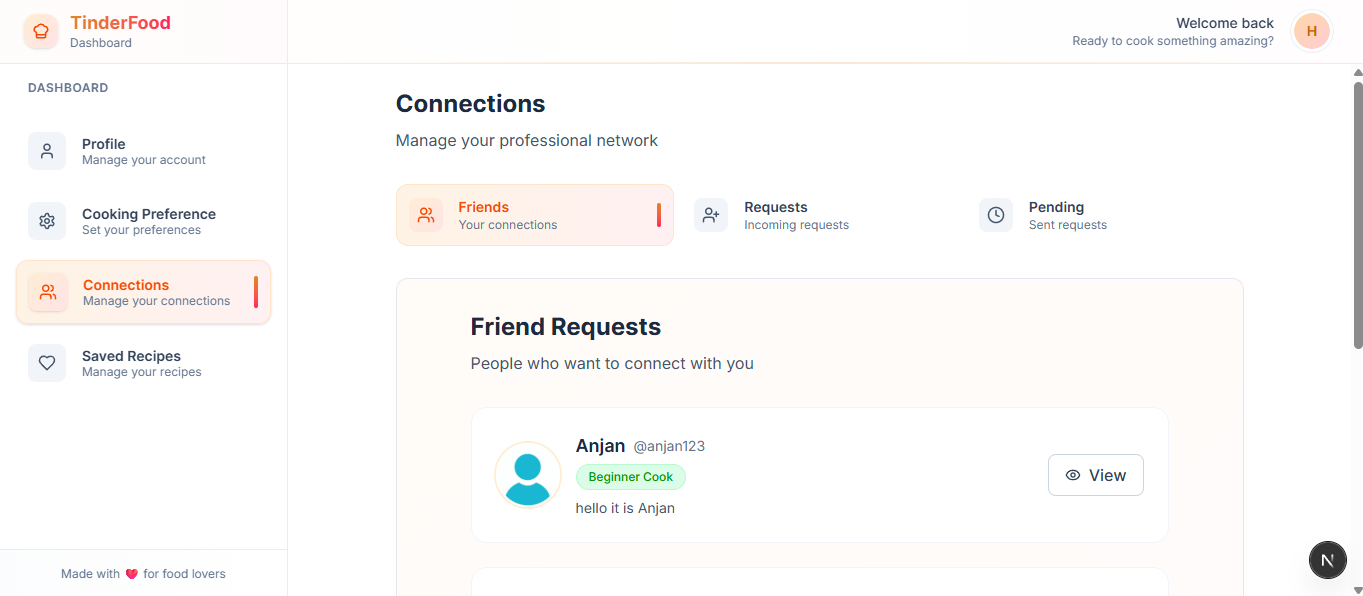 TinderFood
Dashboard
Welcome back
Ready to cook something amazing?
H
DASHBOARD
Profile
Manage your account
Cooking Preference
Set your preferences
Connections
Manage your connections
Saved Recipes
Manage your recipes
Made with ❤️ for food lovers
Connections
Manage your professional network
Friends
Your connections
Requests
Incoming requests
Pending
Sent requests
Friend Requests
People who want to connect with you
Anjan @anjan123
Beginner Cook
hello it is Anjan
View
N